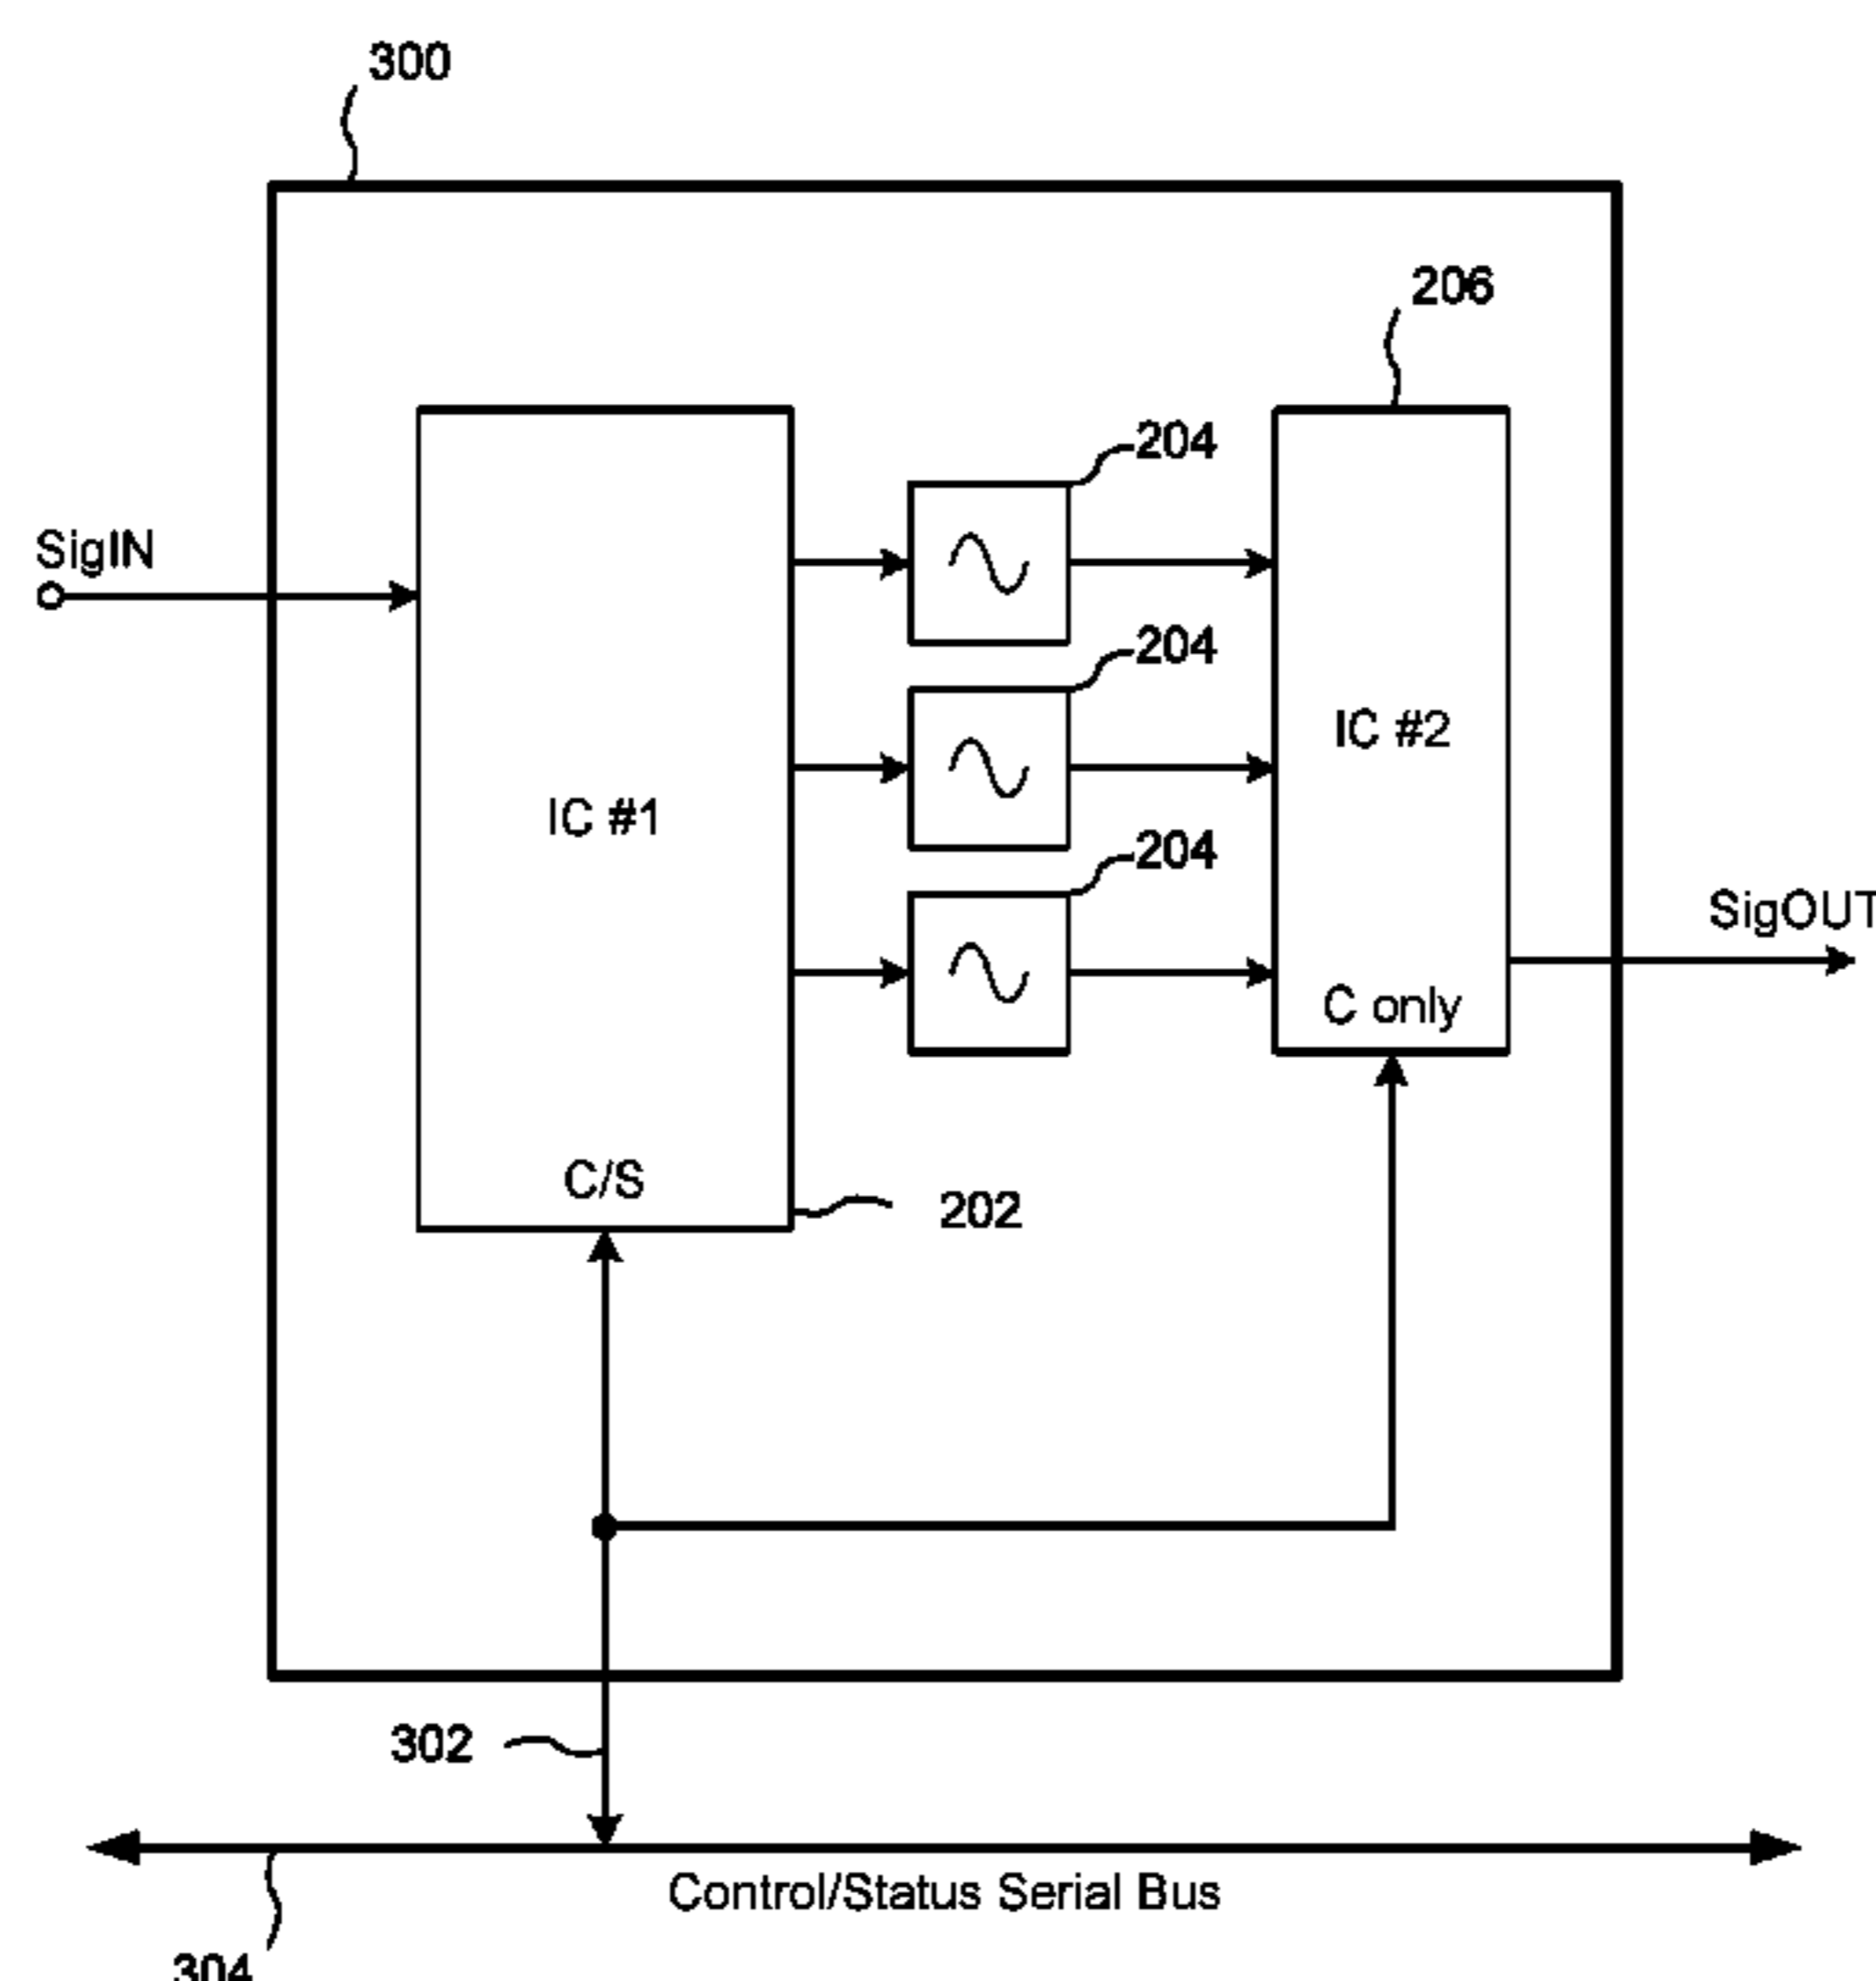 300
206
204
SigIN
204
IC #2
IC #1
204
SigOUT
C only
C/S
202
302
Control/Status Serial Bus
304